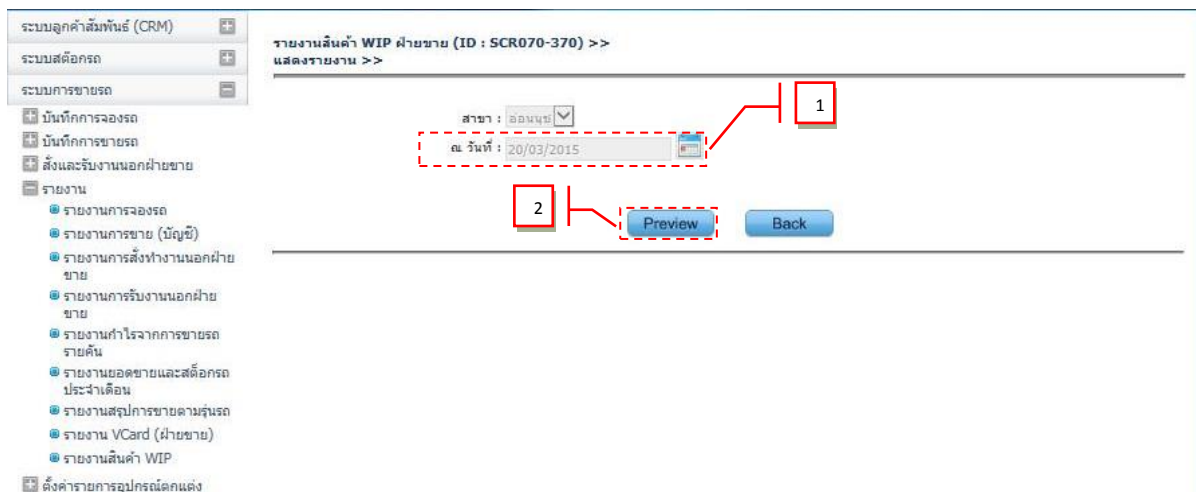 ระบบลูกค้าสัมพันธ์ (CRM)
ระบบสต๊อกรถ
ระบบการขายรถ
บันทึกการจองรถ
บันทึกการขายรถ
สั่งและรับงานนอกฝ่ายขาย
รายงาน
รายงานการจองรถ
รายงานการขาย (บัญชี)
รายงานการสั่งทำงานนอกฝ่าย
ขาย
รายงานการรับงานนอกฝ่าย
ขาย
รายงานกำไรจากการขายรถ
รายคัน
รายงานยอดขายและสต็อกรถ
ประจำเดือน
รายงานสรุปการขายตามรุ่นรถ
รายงาน VCard (ฝ่ายขาย)
รายงานสินค้า WIP
ตั้งค่ารายการอุปกรณ์ตกแต่ง
รายงานสินค้า WIP ฝ่ายขาย (ID : SCR070-370) >>
แสดงรายงาน >>
สาขา : อ่อนนุช
ณ วันที่ : 20/03/2015
1
2
Preview Back